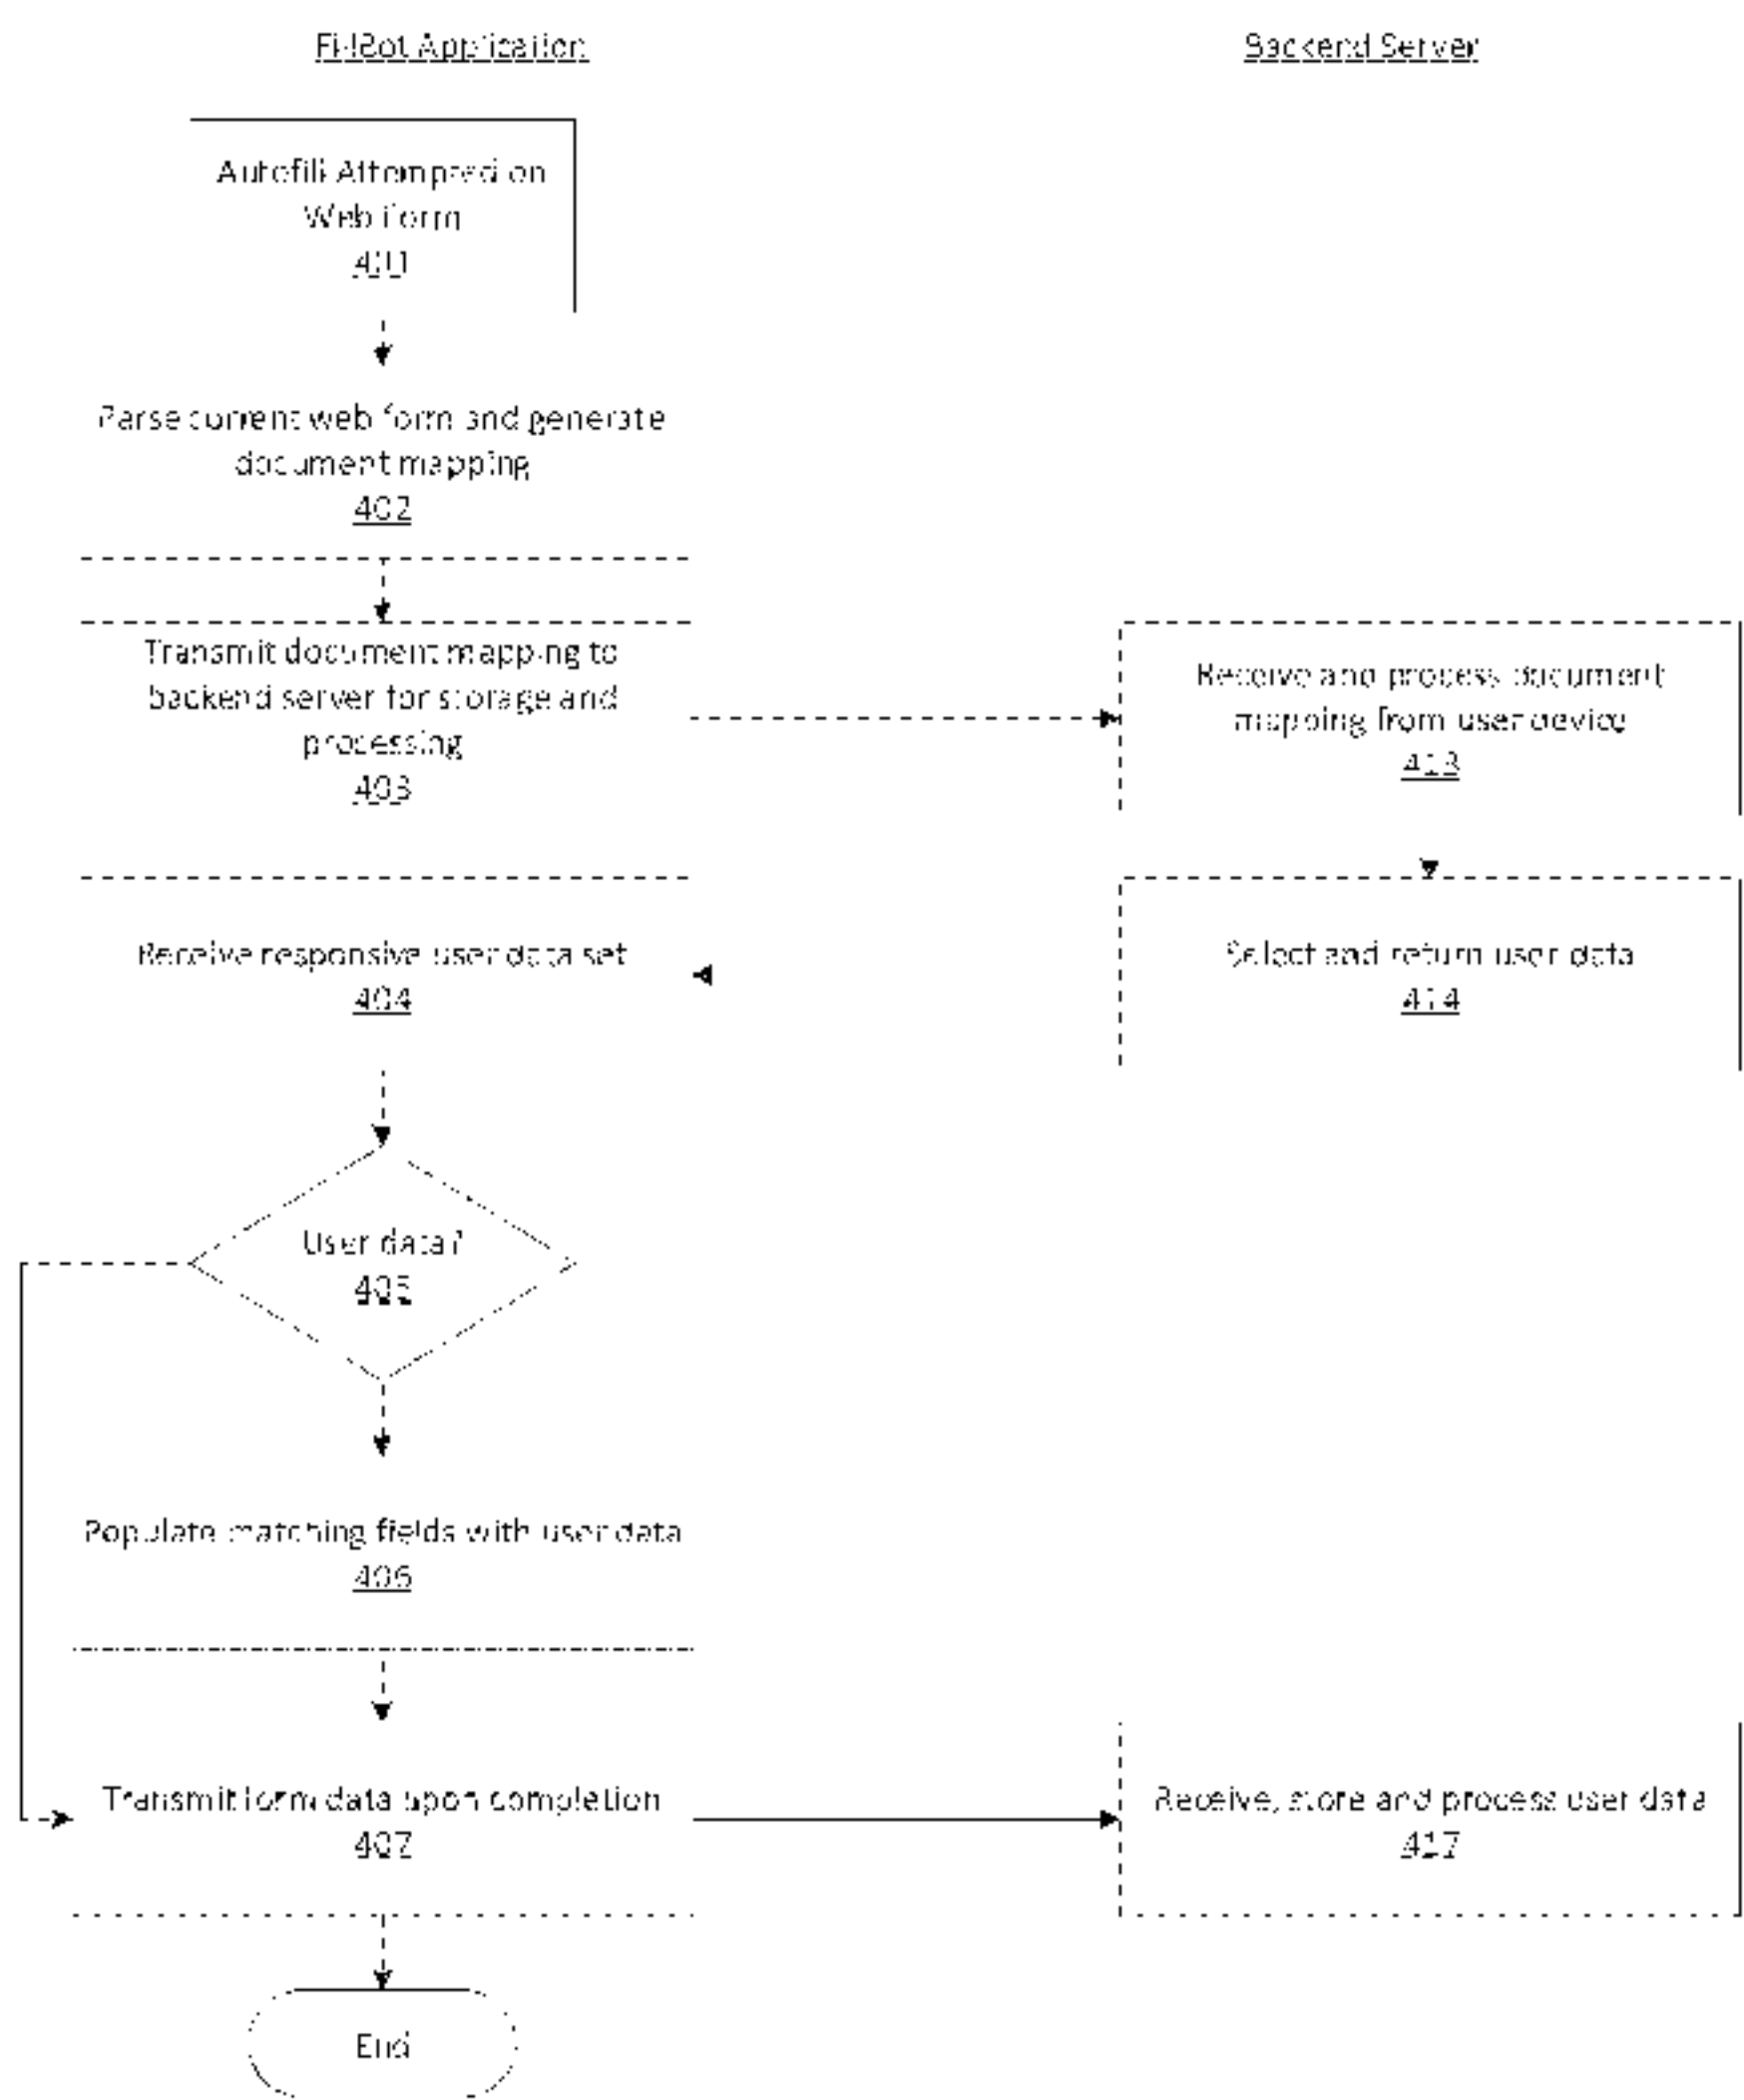 FillBot Application
Backend Server
Autofill Attempted on
Web Form
Parse current web form and generate
document mapping
402
Transmit document mapping to
backend server for storage and
processing
403
Receive and process document
mapping from user device
413
Receive responsive user data set
404
Select and return user data
414
User data?
405
Populate matching fields with user data
406
Transmit form data upon completion
407
Receive, store and process user data
417
End